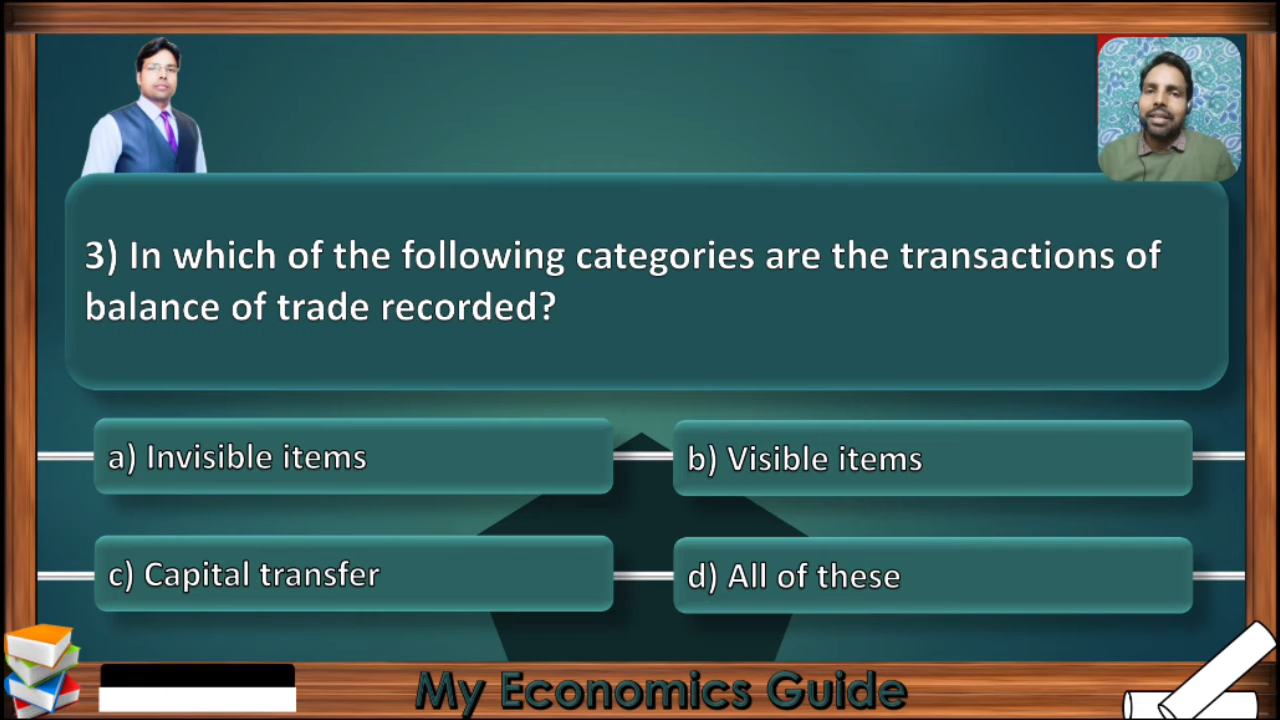 3) In which of the following categories are the transactions of
balance of trade recorded?
a) Invisible items
b) Visible items
c) Capital transfer
d) All of these
My Economics Guide